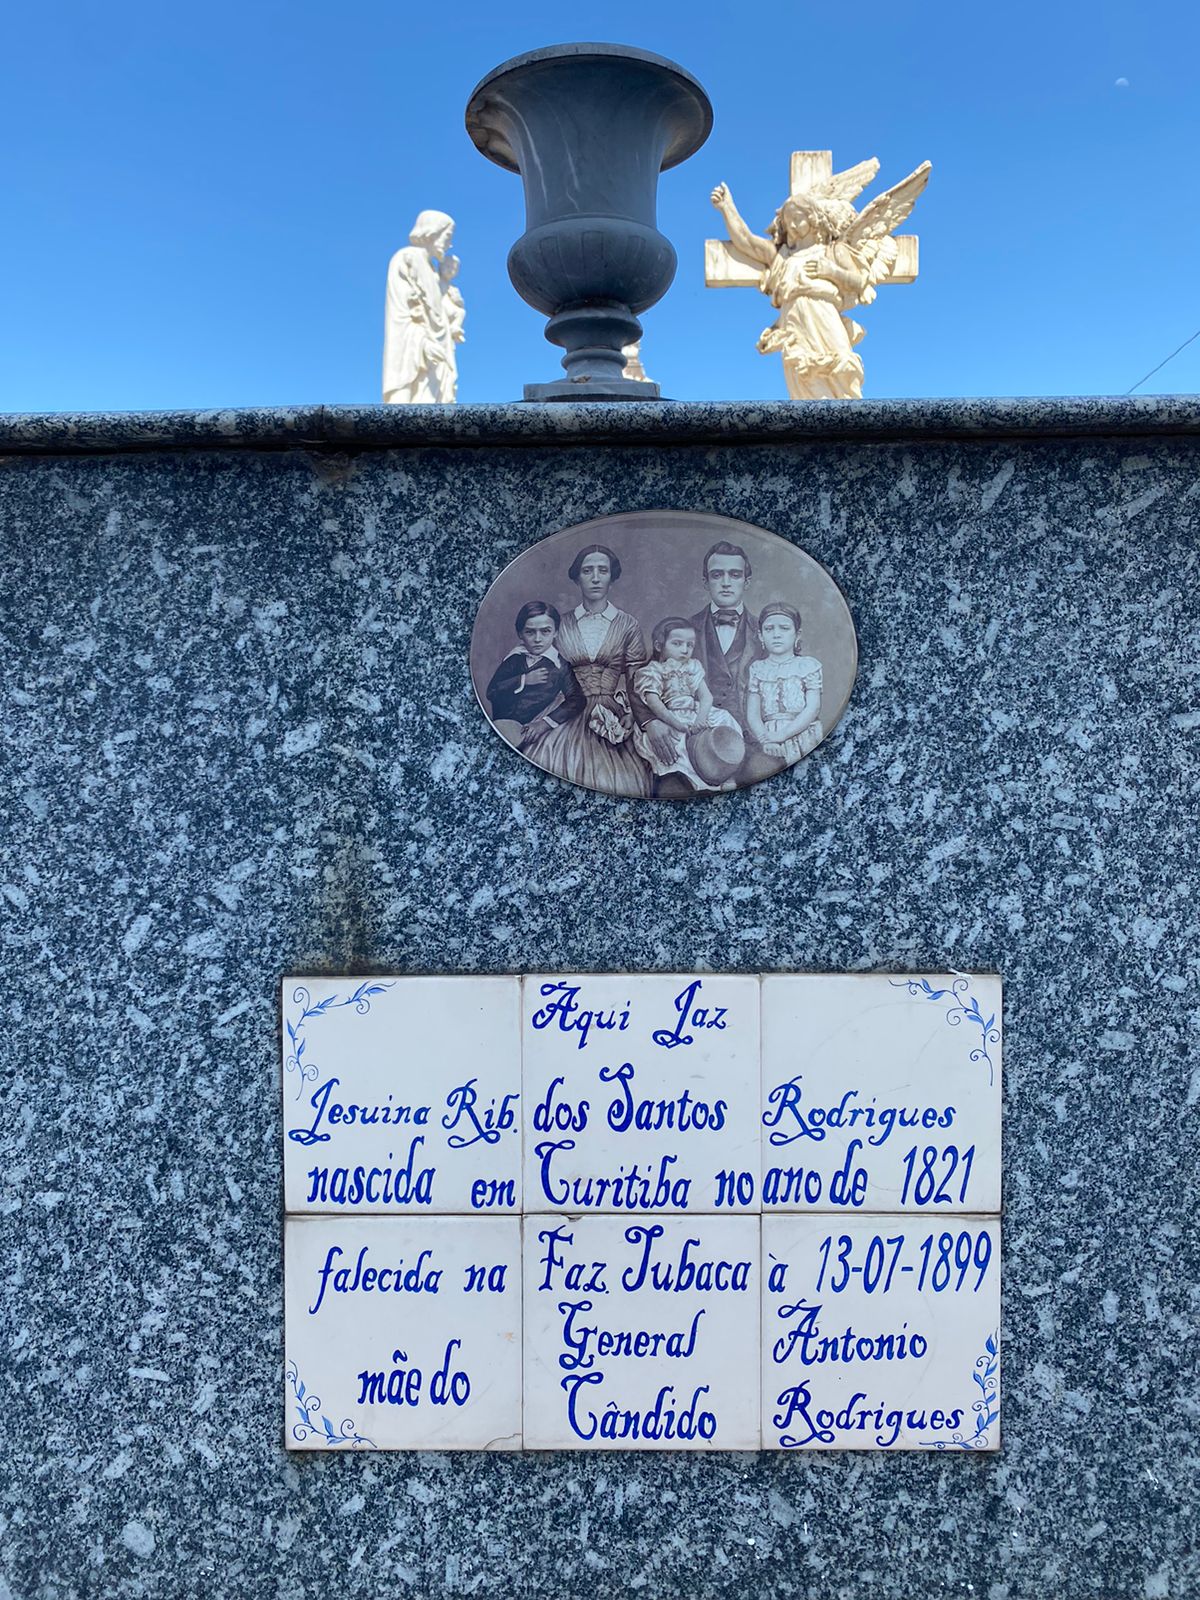 Aqui Jaz
Jesuina Rib. dos Santos Rodrigues
nascida em Curitiba no ano de 1821
falecida na Faz. Jubaca à 13-07-1899
mãe do General Antonio
Cândido Rodrigues